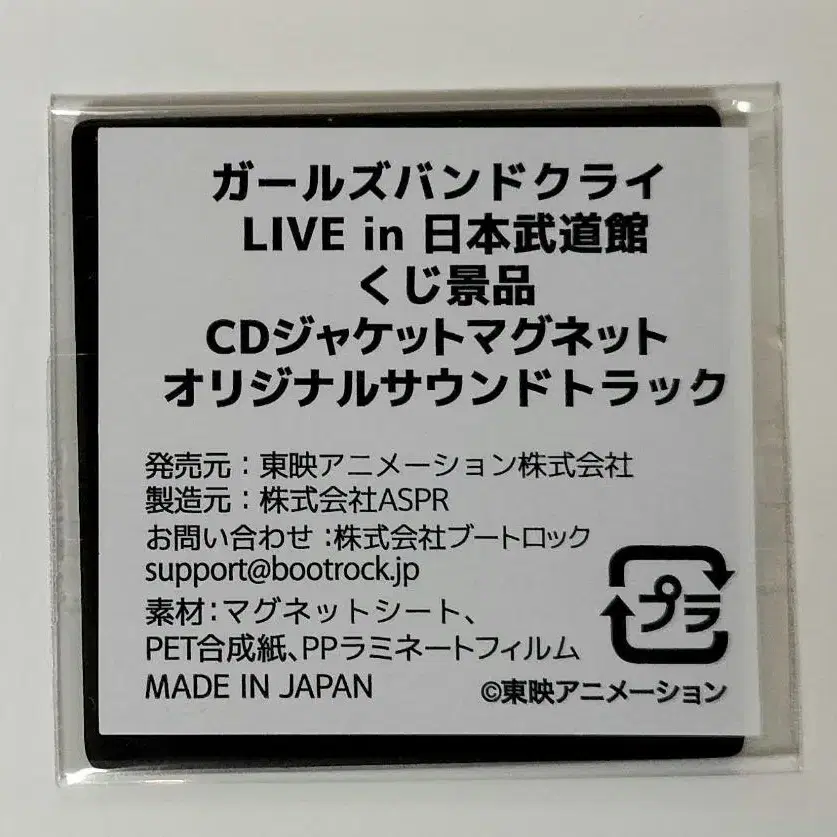 ガールズバンドクライ
LIVE in 日本武道館
くじ景品
CDジャケットマグネット
オリジナルサウンドトラック
発売元：東映アニメーション株式会社
製造元：株式会社ASPR
お問い合わせ：株式会社ブートロック
support@bootrock.jp
素材：マグネットシート、
PET合成紙、PPラミネートフィルム
MADE IN JAPAN
プラ
©東映アニメーション